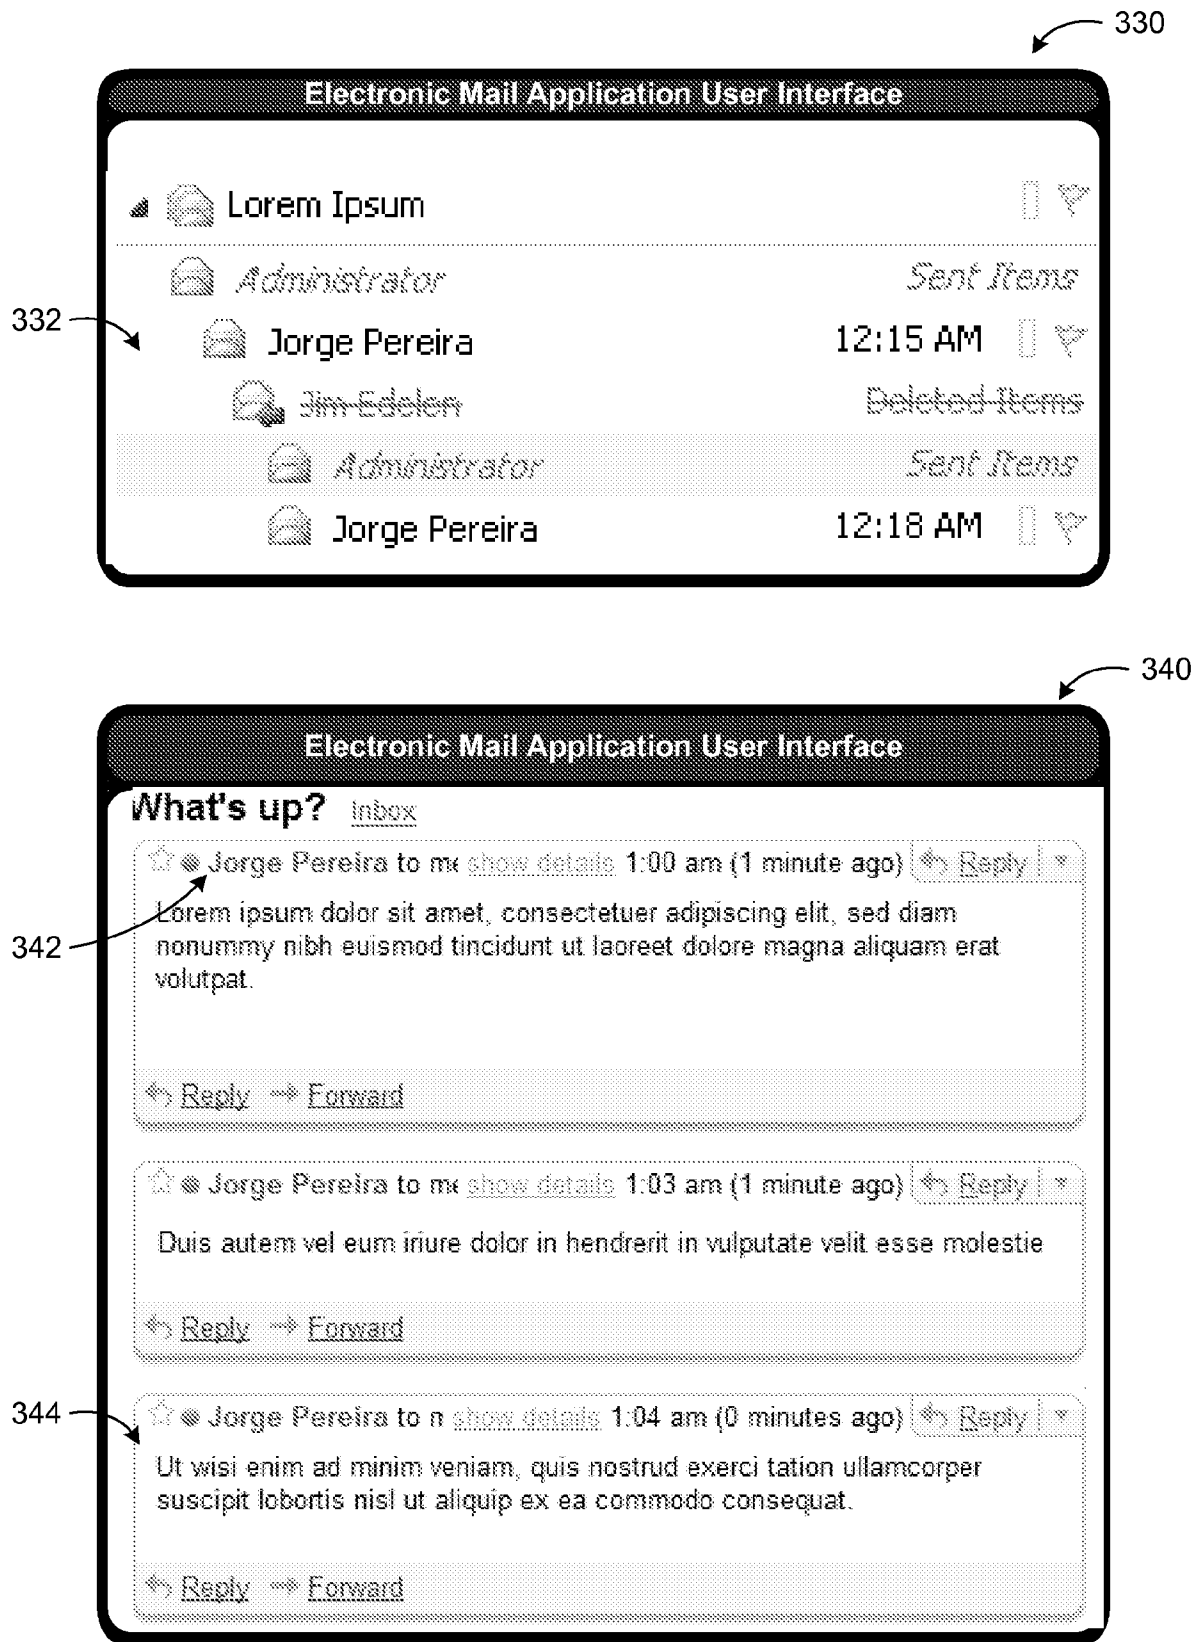 330
Electronic Mail Application User Interface
Lorem Ipsum
Administrator Sent Items
332
Jorge Pereira 12:15 AM
Jim Edelen Deleted Items
Administrator Sent Items
Jorge Pereira 12:18 AM
340
Electronic Mail Application User Interface
What's up? Inbox
Jorge Pereira to me show details 1:00 am (1 minute ago) Reply
Lorem ipsum dolor sit amet, consectetuer adipiscing elit, sed diam
342
nonummy nibh euismod tincidunt ut laoreet dolore magna aliquam erat
volutpat.
Reply Forward
Jorge Pereira to me show details 1:03 am (1 minute ago) Reply
Duis autem vel eum iriure dolor in hendrerit in vulputate velit esse molestie
Reply Forward
344
Jorge Pereira to n show details 1:04 am (0 minutes ago) Reply
Ut wisi enim ad minim veniam, quis nostrud exerci tation ullamcorper
suscipit lobortis nisl ut aliquip ex ea commodo consequat.
Reply Forward